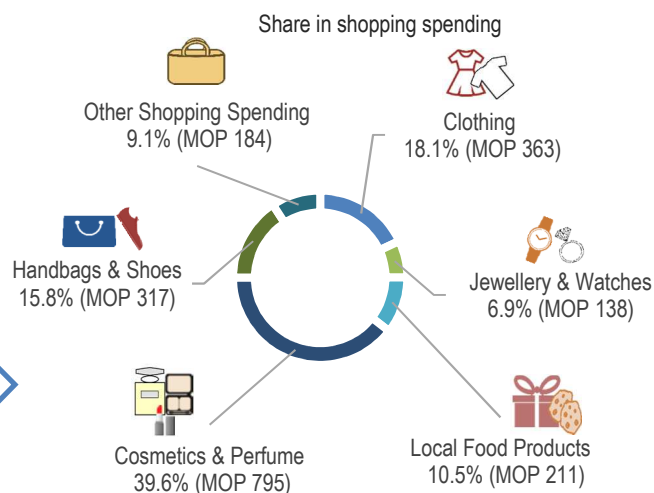 Share in shopping spending
Other Shopping Spending
9.1% (MOP 184)
Clothing
18.1% (MOP 363)
Handbags & Shoes
15.8% (MOP 317)
Jewellery & Watches
6.9% (MOP 138)
Cosmetics & Perfume
39.6% (MOP 795)
Local Food Products
10.5% (MOP 211)